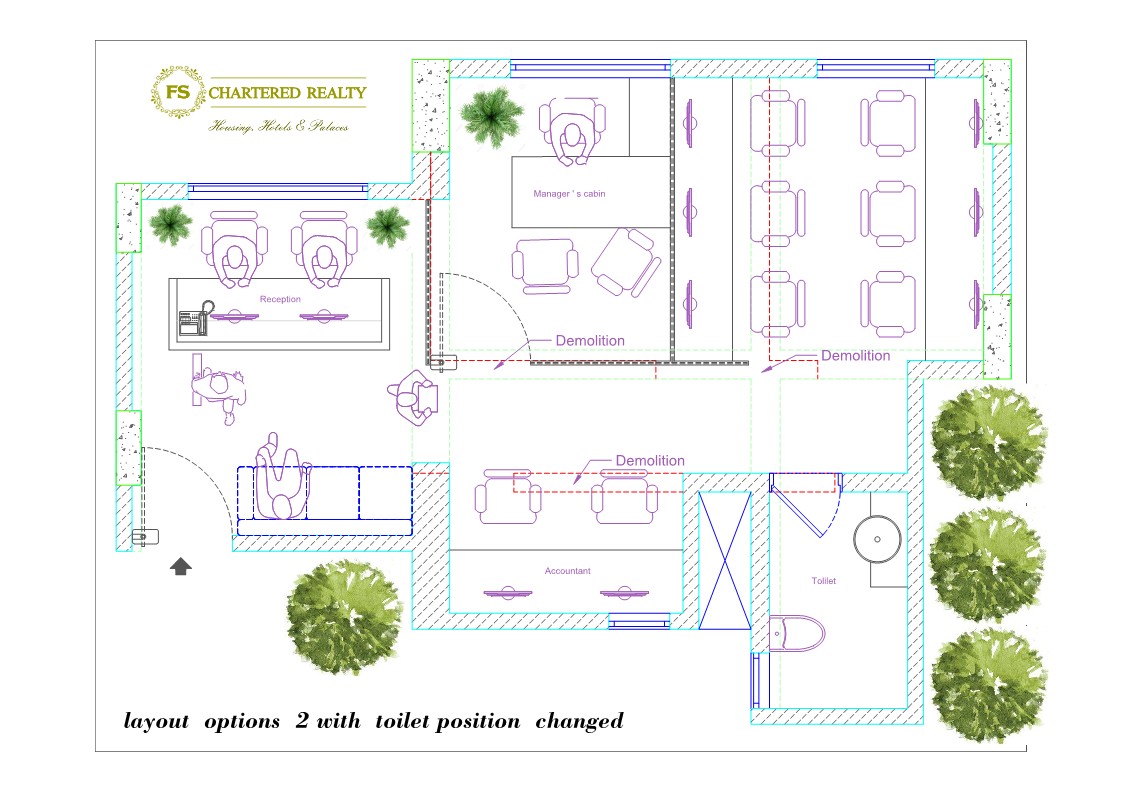 FS
CHARTERED REALTY
Housing, Hotels & Palaces
Manager ' s cabin
Reception
Demolition
Demolition
Demolition
Accountant
Tolilet
layout options 2 with toilet position changed